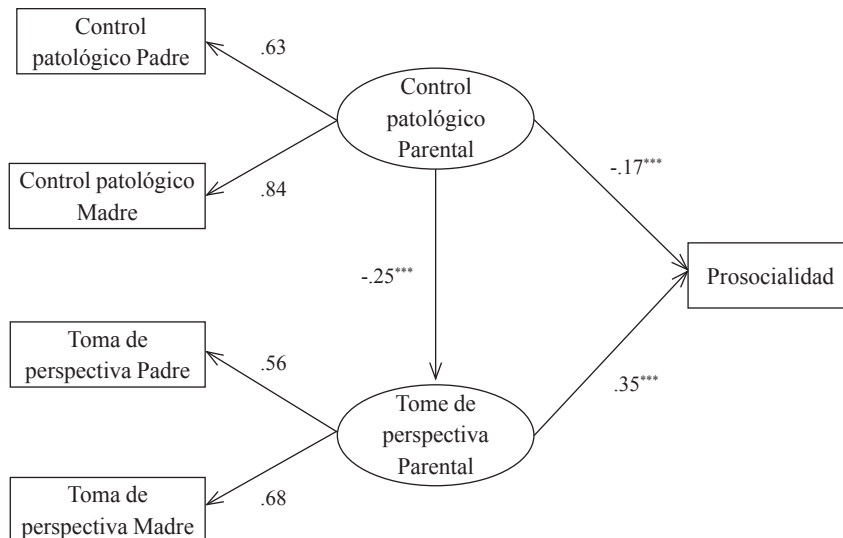 Control
patológico Padre
.63
Control
patológico
Parental
-.17***
Control patológico
Madre
.84
-.25***
Prosocialidad
Toma de
perspectiva Padre
.56
.35***
Tome de
perspectiva
Parental
Toma de
perspectiva Madre
.68